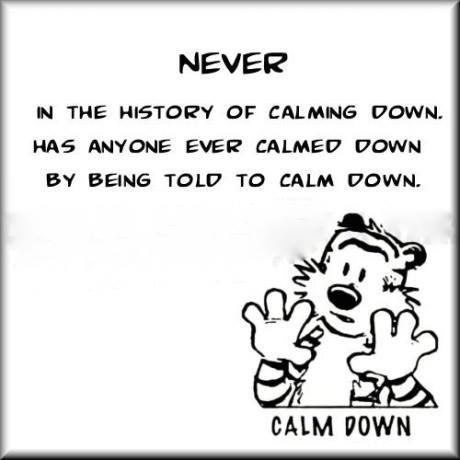 NEVER
IN THE HISTORY OF CALMING DOWN.
HAS ANYONE EVER CALMED DOWN
BY BEING TOLD TO CALM DOWN.
CALM DOWN